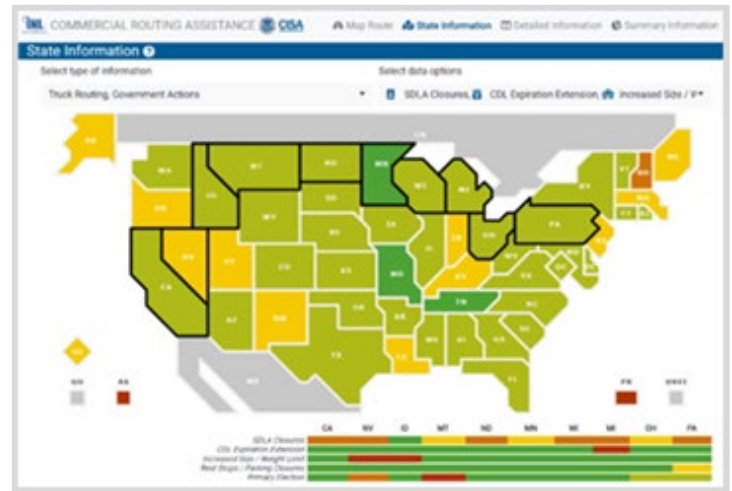 INL COMMERCIAL ROUTING ASSISTANCE CISA Map Route State Information Detailed Information Summary Information
State Information ?
Select type of information Select data options
Truck Routing, Government Actions SDLA Closures, CDL Expiration Extension, Increased Size / W
CN
WA MT ND MN ME
OR ID WI MI VT NH
SD NY
WY IA PA
NV UT NE IL IN OH
CA CO KS MO KY WV VA
AZ NM OK AR TN NC
MS AL GA SC
TX LA
FL
MX
AS PR
CA NV ID MT ND MN WI MI OH PA
SDLA Closures
CDL Expiration Extension
Increased Size / Weight Limit
Rest Stops / Parking Closures
Primary Election